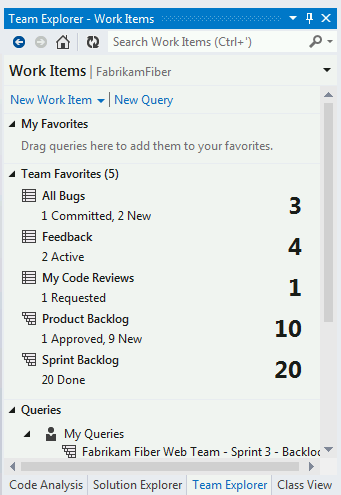 Team Explorer - Work Items
Search Work Items (Ctrl+')
Work Items | FabrikamFiber
New Work Item | New Query
My Favorites
Drag queries here to add them to your favorites.
Team Favorites (5)
All Bugs
1 Committed, 2 New
3
Feedback
2 Active
4
My Code Reviews
1 Requested
1
Product Backlog
1 Approved, 9 New
10
Sprint Backlog
20 Done
20
Queries
My Queries
Fabrikam Fiber Web Team - Sprint 3 - Backlo
Code Analysis Solution Explorer Team Explorer Class View